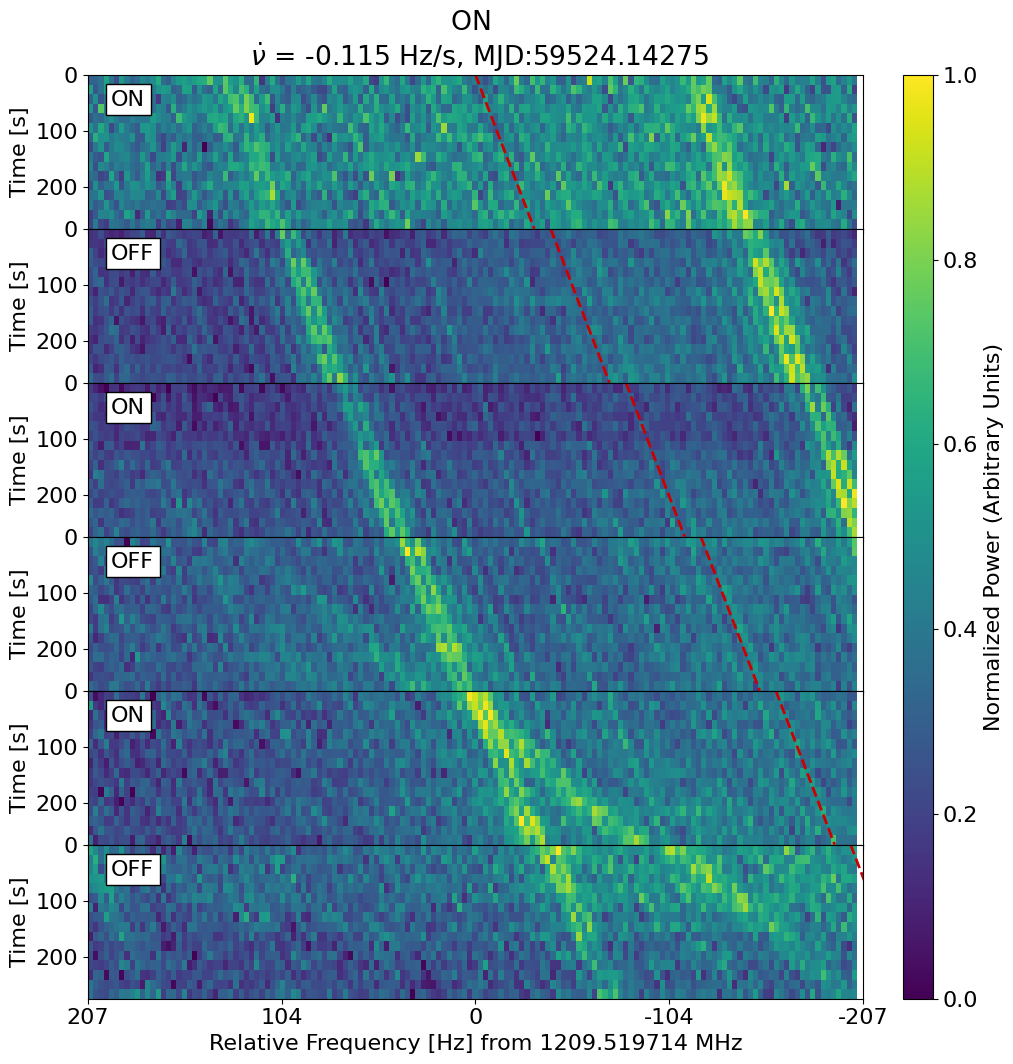 ON
ν̇ = -0.115 Hz/s, MJD:59524.14275
0
100
200
Time [s]
ON
0
100
200
Time [s]
OFF
0
100
200
Time [s]
ON
0
100
200
Time [s]
OFF
0
100
200
Time [s]
ON
0
100
200
Time [s]
OFF
207 104 0 -104 -207
Relative Frequency [Hz] from 1209.519714 MHz
1.0
0.8
0.6
0.4
0.2
0.0
Normalized Power (Arbitrary Units)